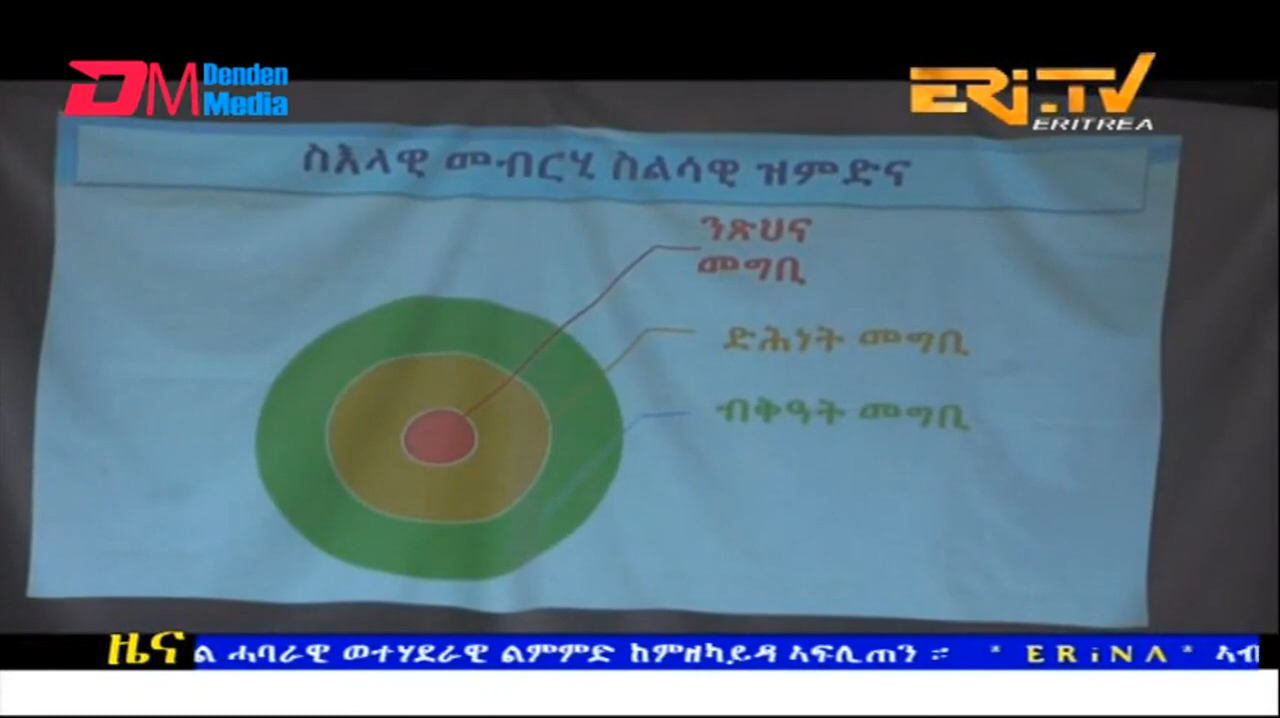 DM Denden Media
ERi.TV
ERITREA
ስእላዊ መብርሂ ስልሳዊ ዝምድና
ንጽህና
መግቢ
ድሕነት መግቢ
ብቅዓት መግቢ
ዜና ል ሓባራዊ ወተሃደራዊ ልምምድ ከምዘካይዳ ኣፍሊጠን ። * ERiNA * ኣብ